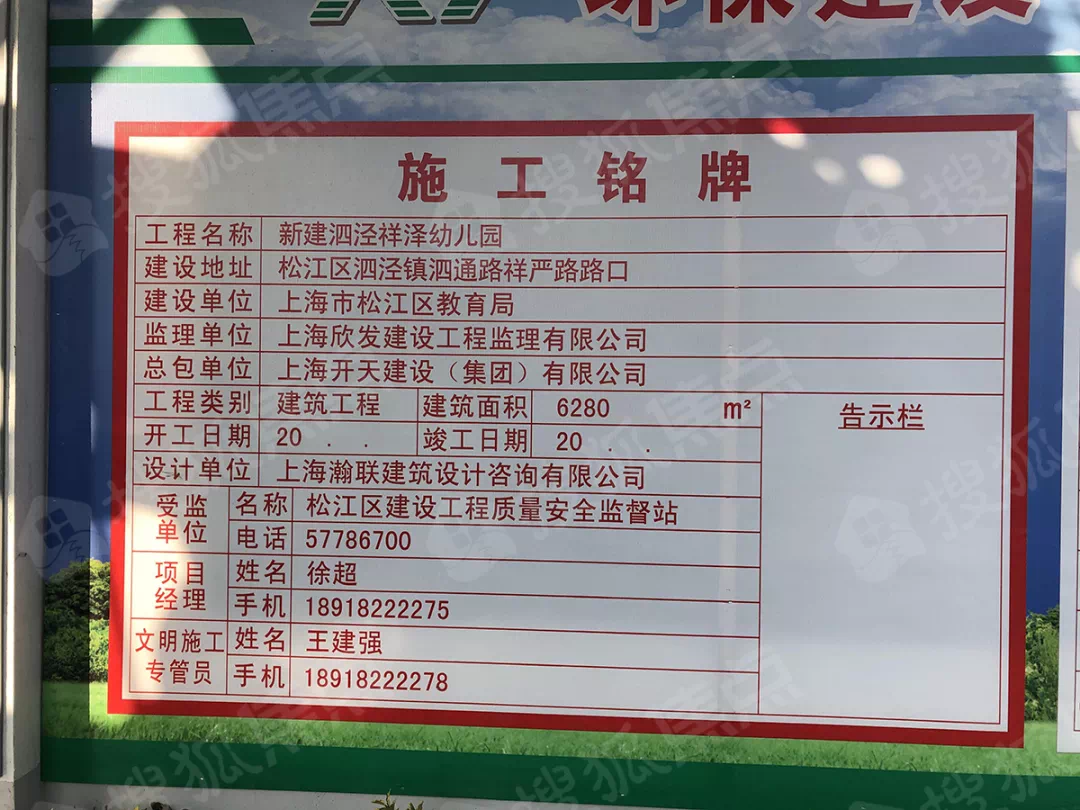 环保建设
施工铭牌
工程名称 新建泗泾祥泽幼儿园
建设地址 松江区泗泾镇泗通路祥严路路口
建设单位 上海市松江区教育局
监理单位 上海欣发建设工程监理有限公司
总包单位 上海开天建设（集团）有限公司
工程类别 建筑工程 建筑面积 6280 m²
告示栏
开工日期 20 . . 竣工日期 20 . .
设计单位 上海瀚联建筑设计咨询有限公司
受监单位 名称 松江区建设工程质量安全监督站
电话 57786700
项目经理 姓名 徐超
手机 18918222275
文明施工专管员 姓名 王建强
手机 18918222278
搜狐焦点